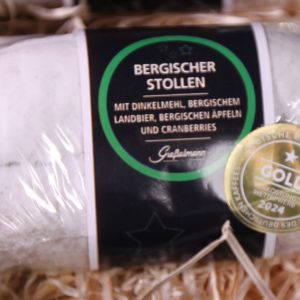 BERGISCHER
STOLLEN
MIT DINKELMEHL, BERGISCHEM
LANDBIER, BERGISCHEN ÄPFELN
UND CRANBERRIES
GOLD
2024